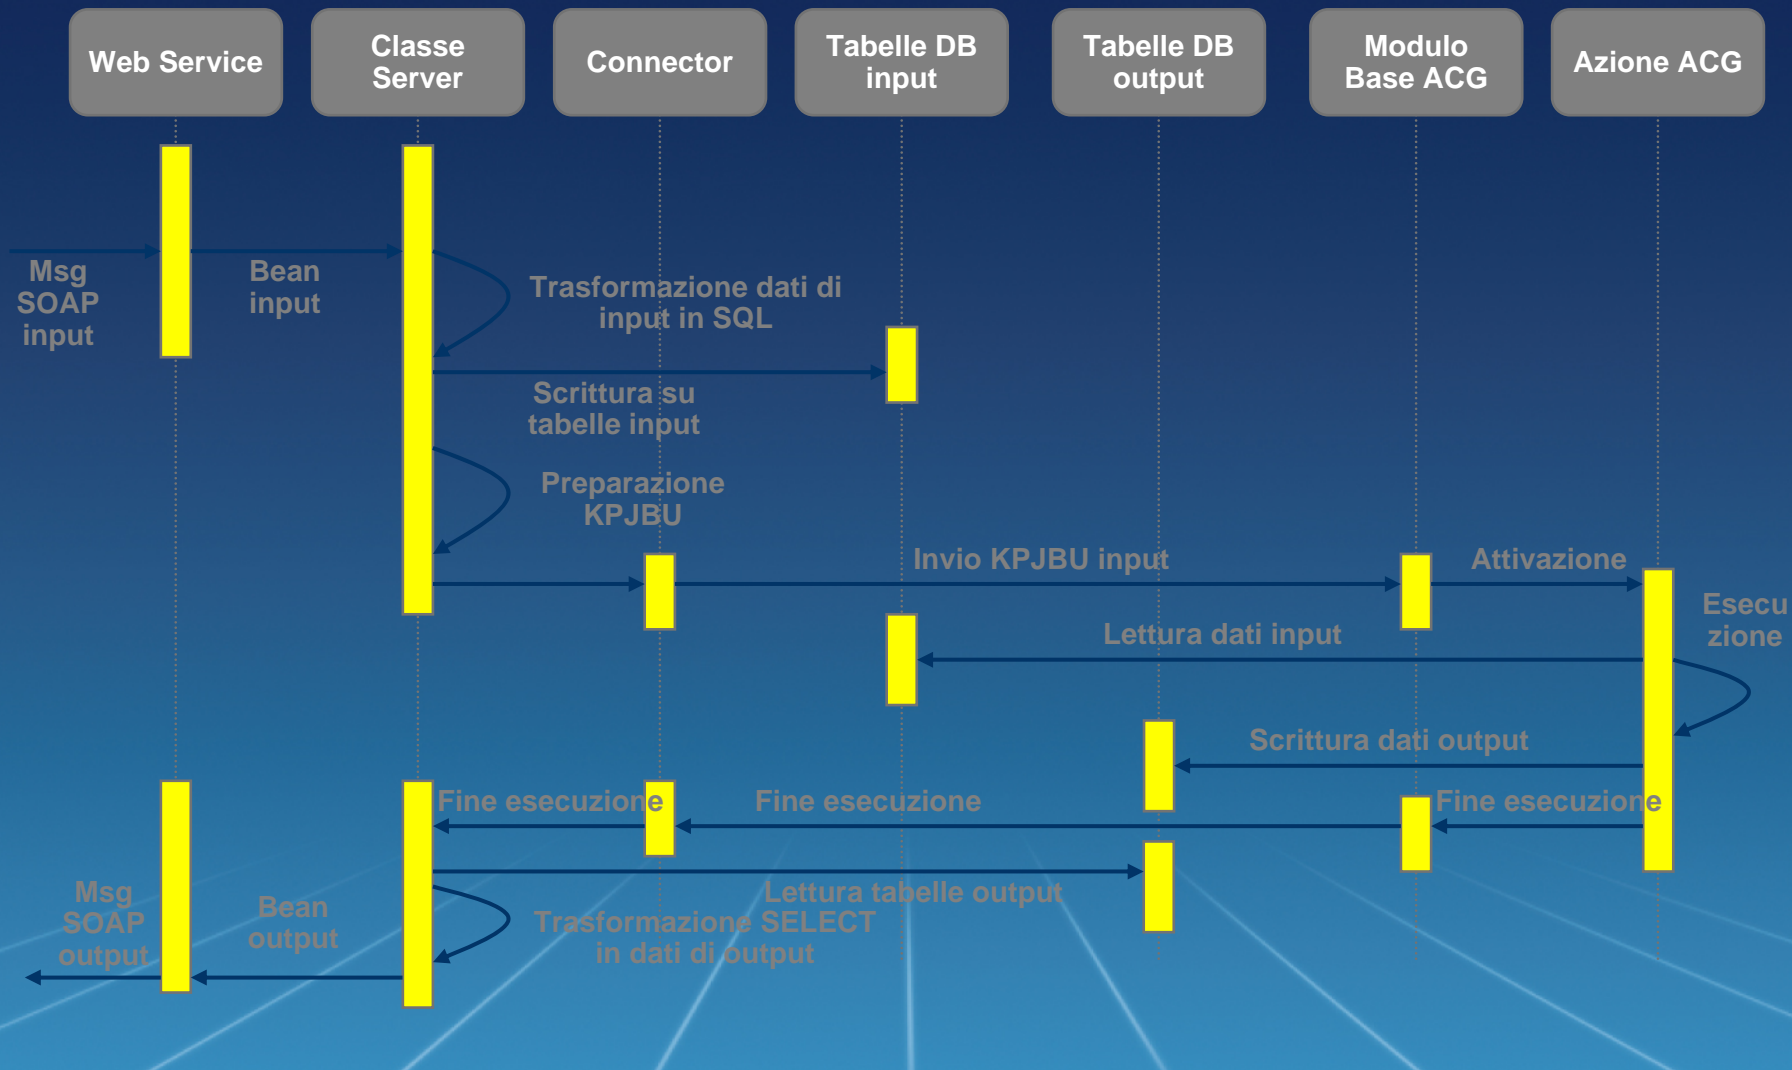 Web Service
Classe
Server
Connector
Tabelle DB
input
Tabelle DB
output
Modulo
Base ACG
Azione ACG
Msg
SOAP
input
Bean
input
Trasformazione dati di
input in SQL
Scrittura su
tabelle input
Preparazione
KPJBU
Invio KPJBU input
Attivazione
Esecu
zione
Lettura dati input
Scrittura dati output
Fine esecuzione
Fine esecuzione
Fine esecuzione
Lettura tabelle output
Trasformazione SELECT
in dati di output
Bean
output
Msg
SOAP
output